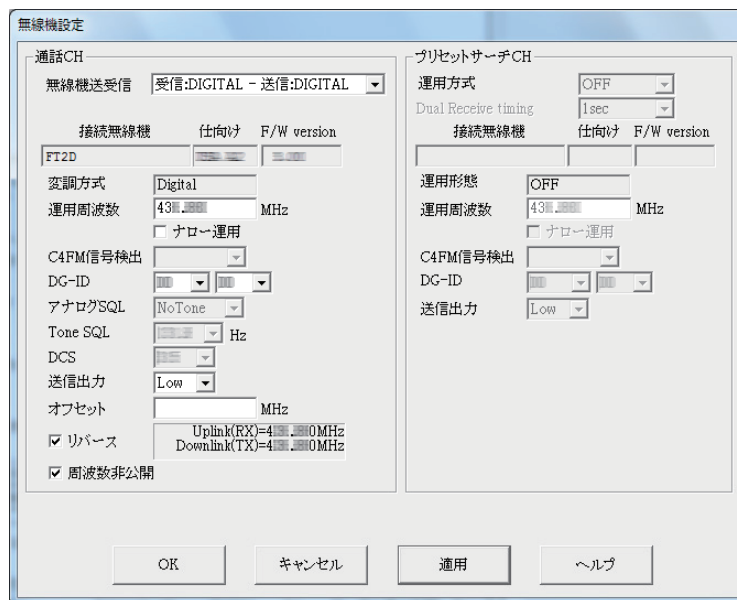 無線機設定
通話CH
無線機送受信 受信:DIGITAL - 送信:DIGITAL
接続無線機 仕向け F/W version
FT2D
変調方式 Digital
運用周波数 MHz
ナロー運用
C4FM信号検出
DG-ID
アナログSQL NoTone
Tone SQL Hz
DCS
送信出力 Low
オフセット MHz
リバース
Uplink(RX)=4 0MHz
Downlink(TX)=4 0MHz
周波数非公開
プリセットサーチCH
運用方式 OFF
Dual Receive timing 1sec
接続無線機 仕向け F/W version
運用形態 OFF
運用周波数 MHz
ナロー運用
C4FM信号検出
DG-ID
送信出力 Low
OK キャンセル 適用 ヘルプ